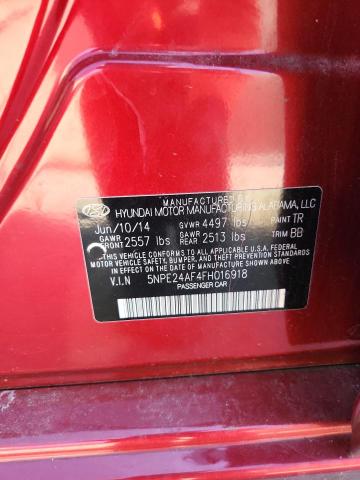 MANUFACTURED
HYUNDAI MOTOR MANUFACTURING ALABAMA, LLC
Jun/10/14 GVWR 4497 lbs PAINT TR
GAWR FRONT 2557 lbs GAWR REAR 2513 lbs TRIM BB
THIS VEHICLE CONFORMS TO ALL APPLICABLE U.S.A. FEDERAL
MOTOR VEHICLE SAFETY, BUMPER, AND THEFT PREVENTION STANDARDS
IN EFFECT ON THE DATE OF MANUFACTURE SHOWN ABOVE.
V.I.N 5NPE24AF4FH016918
PASSENGER CAR